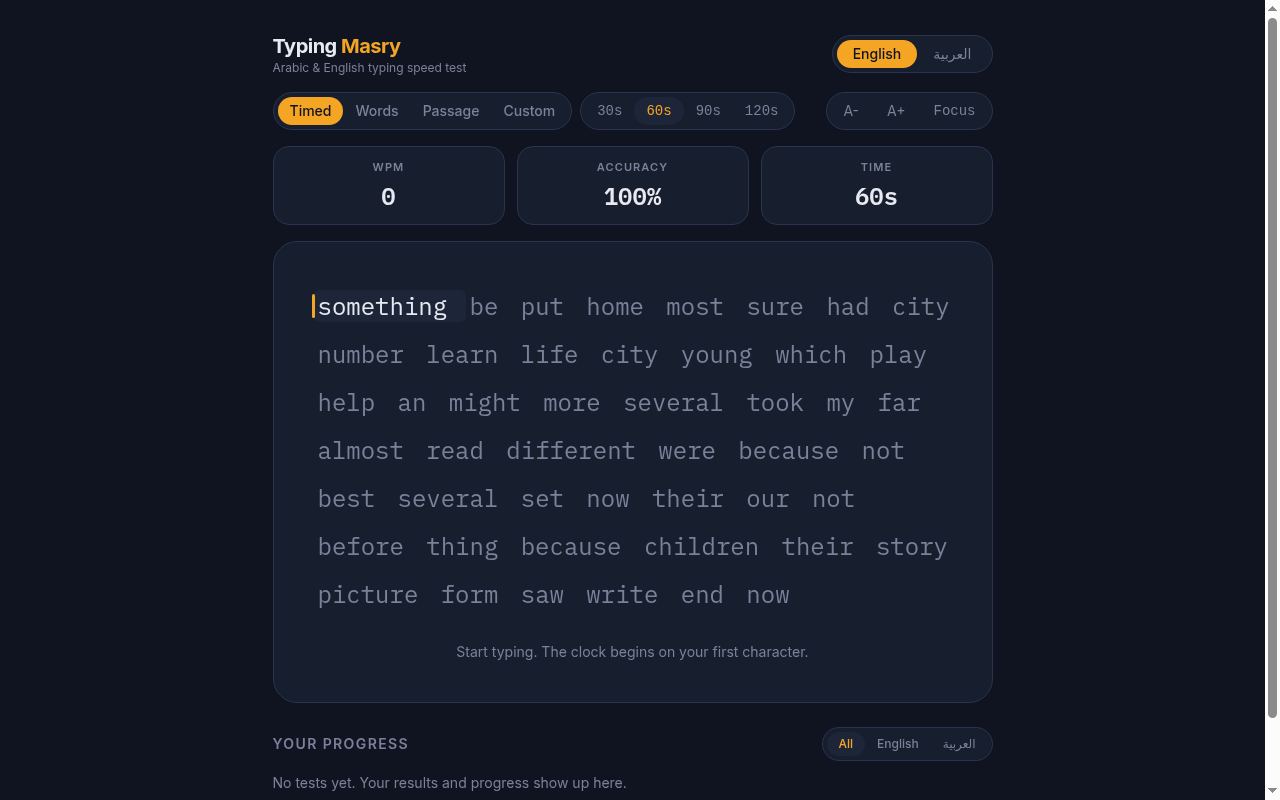 Typing Masry
Arabic & English typing speed test
English العربية
Timed Words Passage Custom 30s 60s 90s 120s A- A+ Focus
WPM ACCURACY TIME
0 100% 60s
something be put home most sure had city
number learn life city young which play
help an might more several took my far
almost read different were because not
best several set now their our not
before thing because children their story
picture form saw write end now
Start typing. The clock begins on your first character.
YOUR PROGRESS All English العربية
No tests yet. Your results and progress show up here.